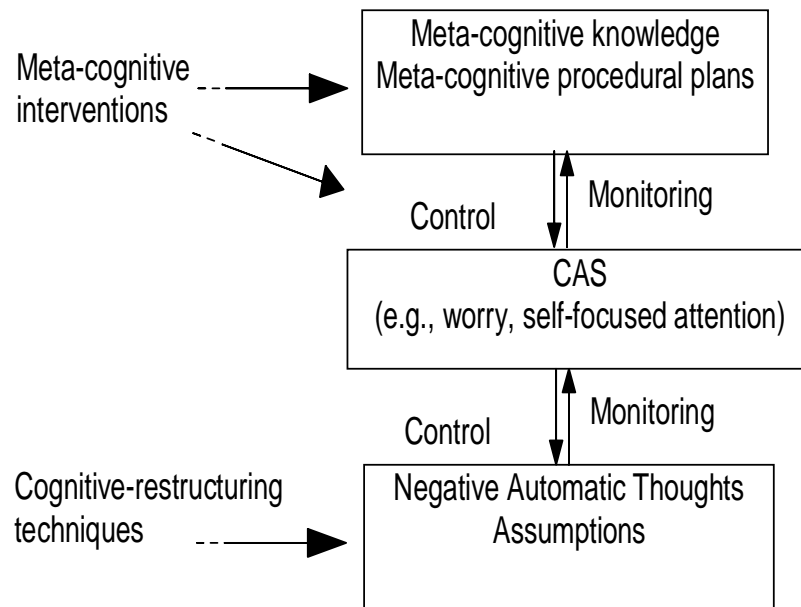 Meta-cognitive knowledge
Meta-cognitive procedural plans
Meta-cognitive
interventions
Control
Monitoring
CAS
(e.g., worry, self-focused attention)
Control
Monitoring
Negative Automatic Thoughts
Assumptions
Cognitive-restructuring
techniques